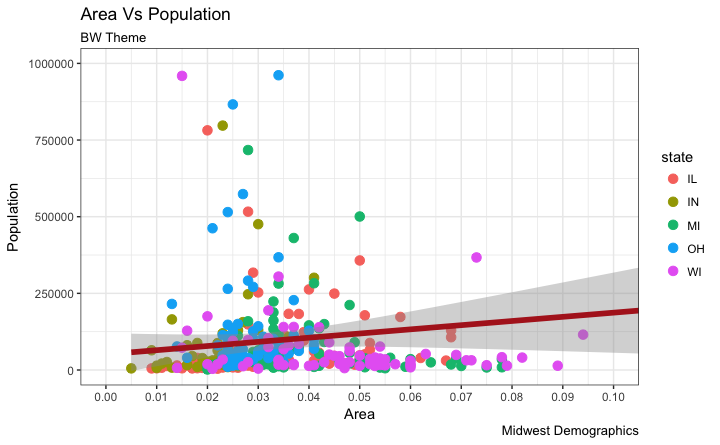 Area Vs Population
BW Theme
Population
1000000
750000
500000
250000
0
0.00 0.01 0.02 0.03 0.04 0.05 0.06 0.07 0.08 0.09 0.10
Area
state
IL
IN
MI
OH
WI
Midwest Demographics